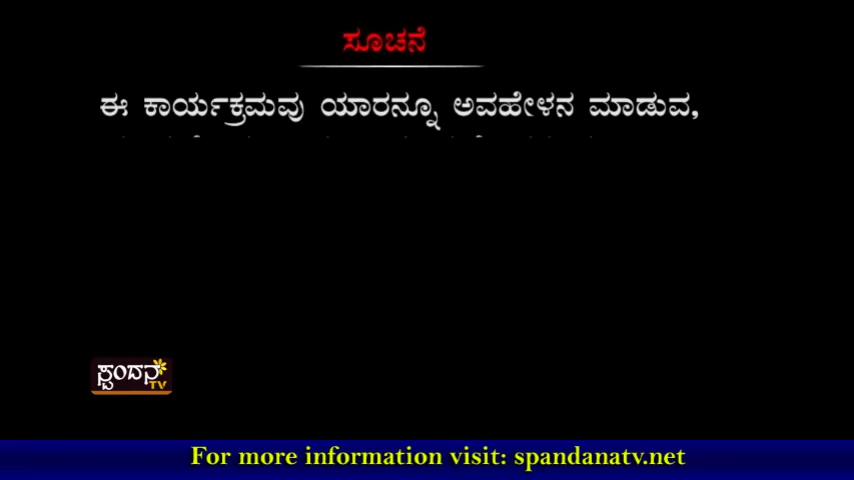 ಸೂಚನೆ
ಈ ಕಾರ್ಯಕ್ರಮವು ಯಾರನ್ನೂ ಅವಹೇಳನ ಮಾಡುವ,
ಸ್ಪಂದನ TV
For more information visit: spandanatv.net